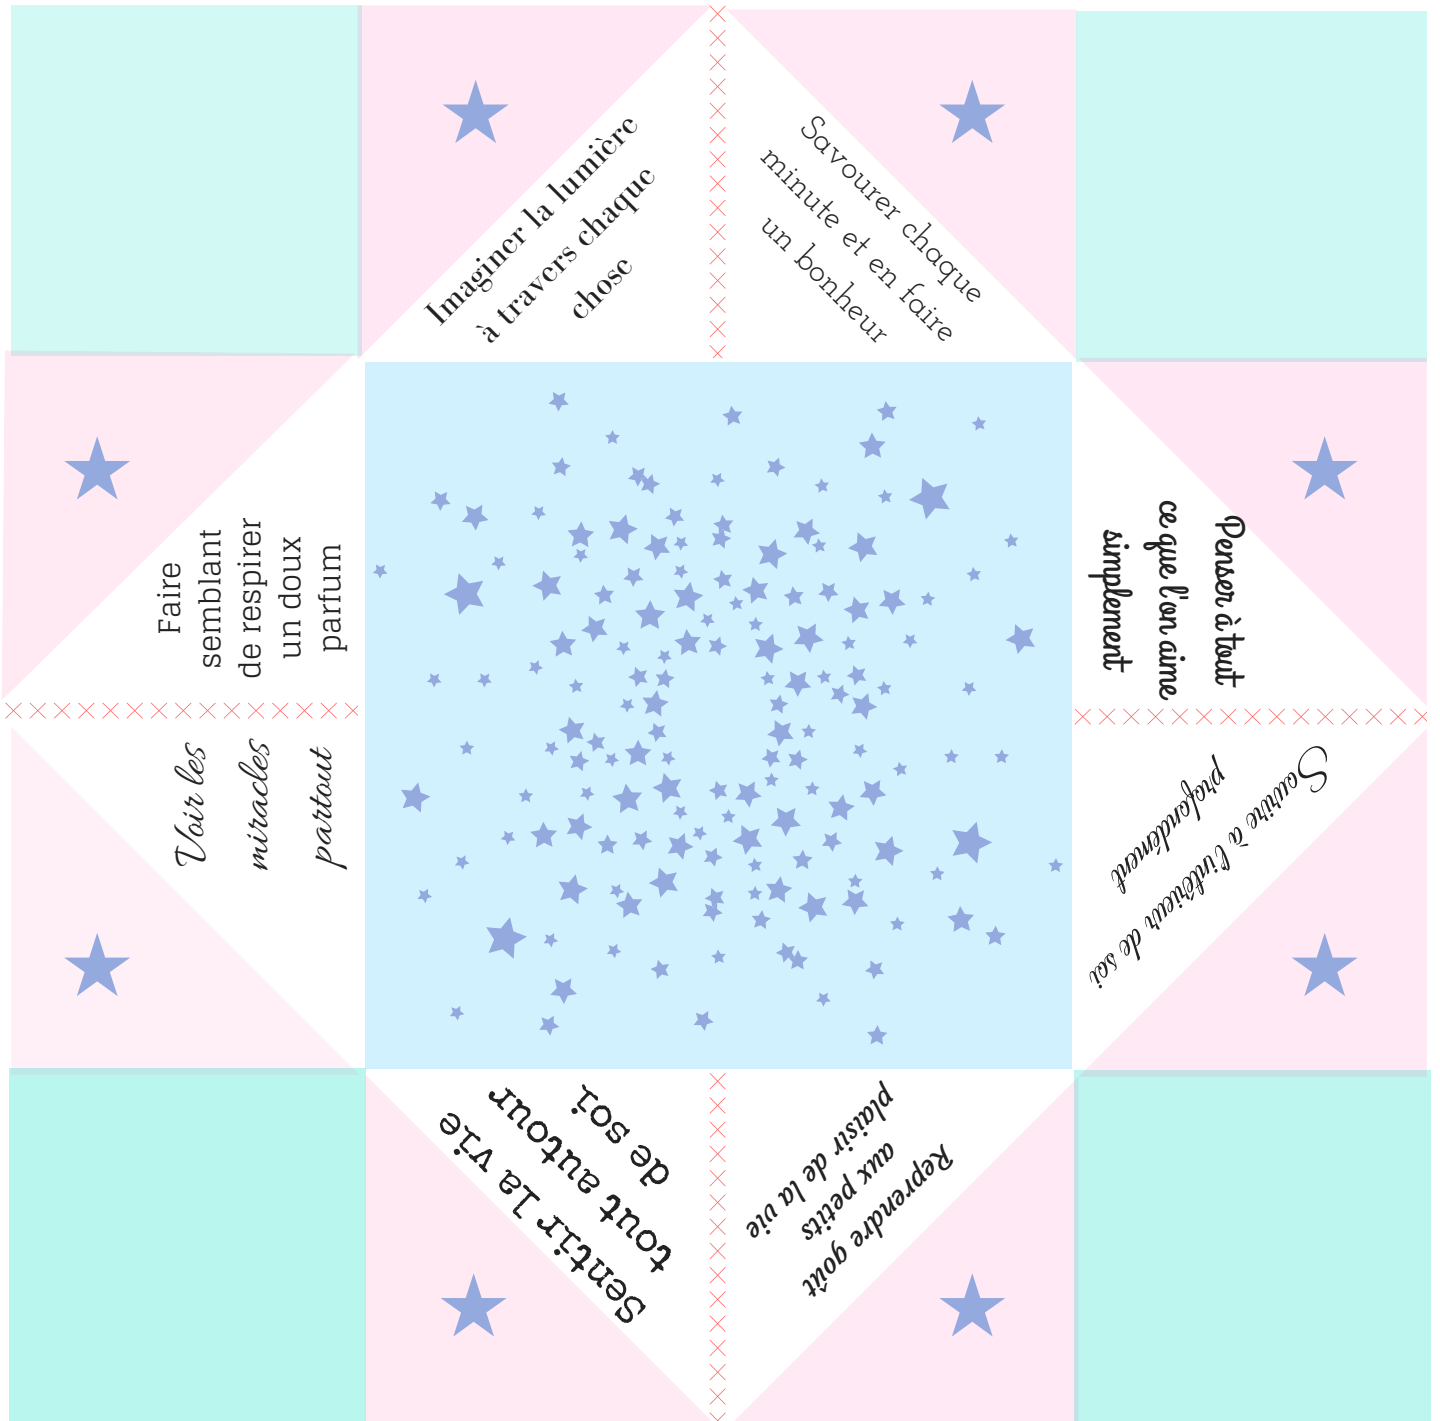 Imaginer la lumière
à travers chaque
chose
Savourer chaque
minute et en faire
un bonheur
Penser à tout
ce que l'on aime
simplement
Sourire à l'intérieur de soi
profondément
Reprendre goût
aux petits
plaisir de la vie
Sentir la vie
tout autour
de soi
Voir les
miracles
partout
Faire
semblant
de respirer
un doux
parfum